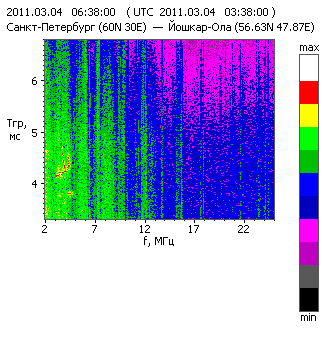 2011.03.04 06:38:00 ( UTC 2011.03.04 03:38:00 )
Санкт-Петербург (60N 30E) — Йошкар-Ола (56.63N 47.87E)
max
6
Tгр,
мс
5
4
2 7 12 17 22
f, МГц
min